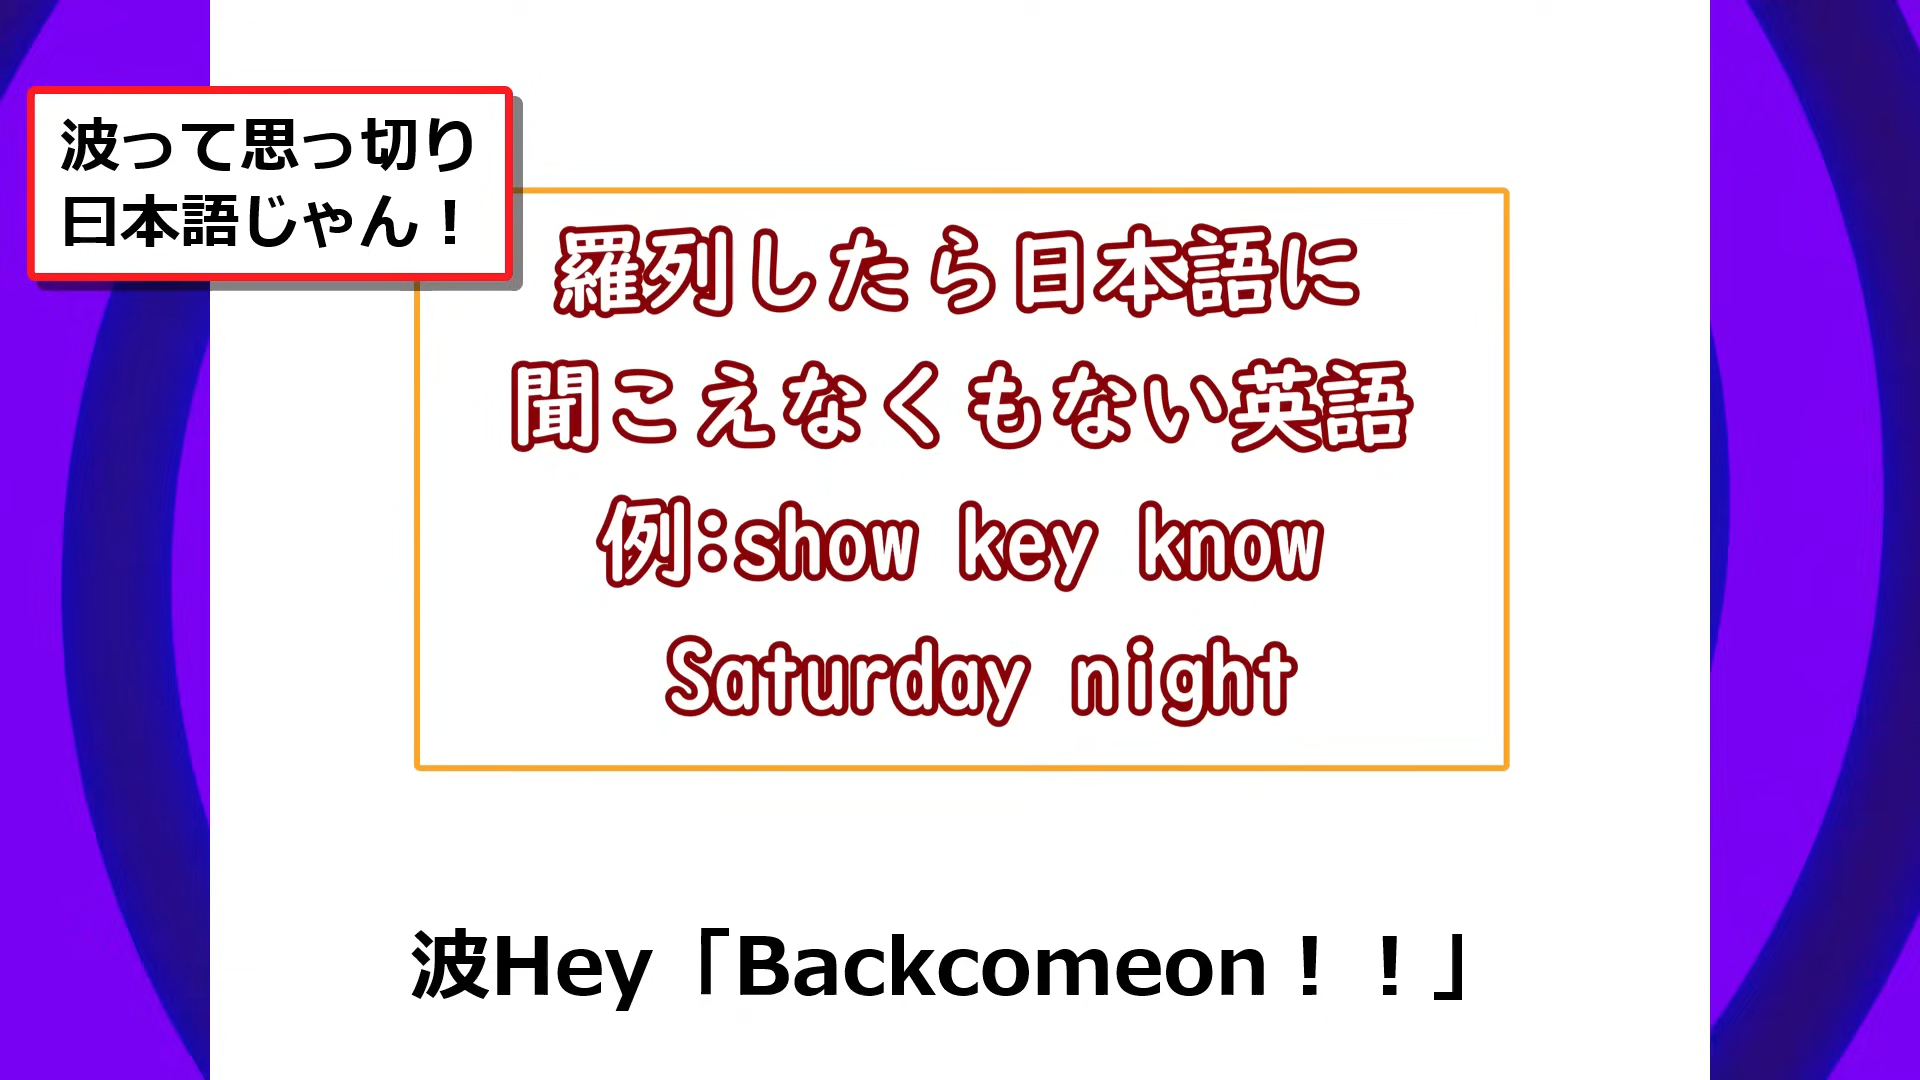 波って思っ切り
日本語じゃん！
羅列したら日本語に
聞こえなくもない英語
例:show key know
Saturday night
波Hey「Backcomeon！！」